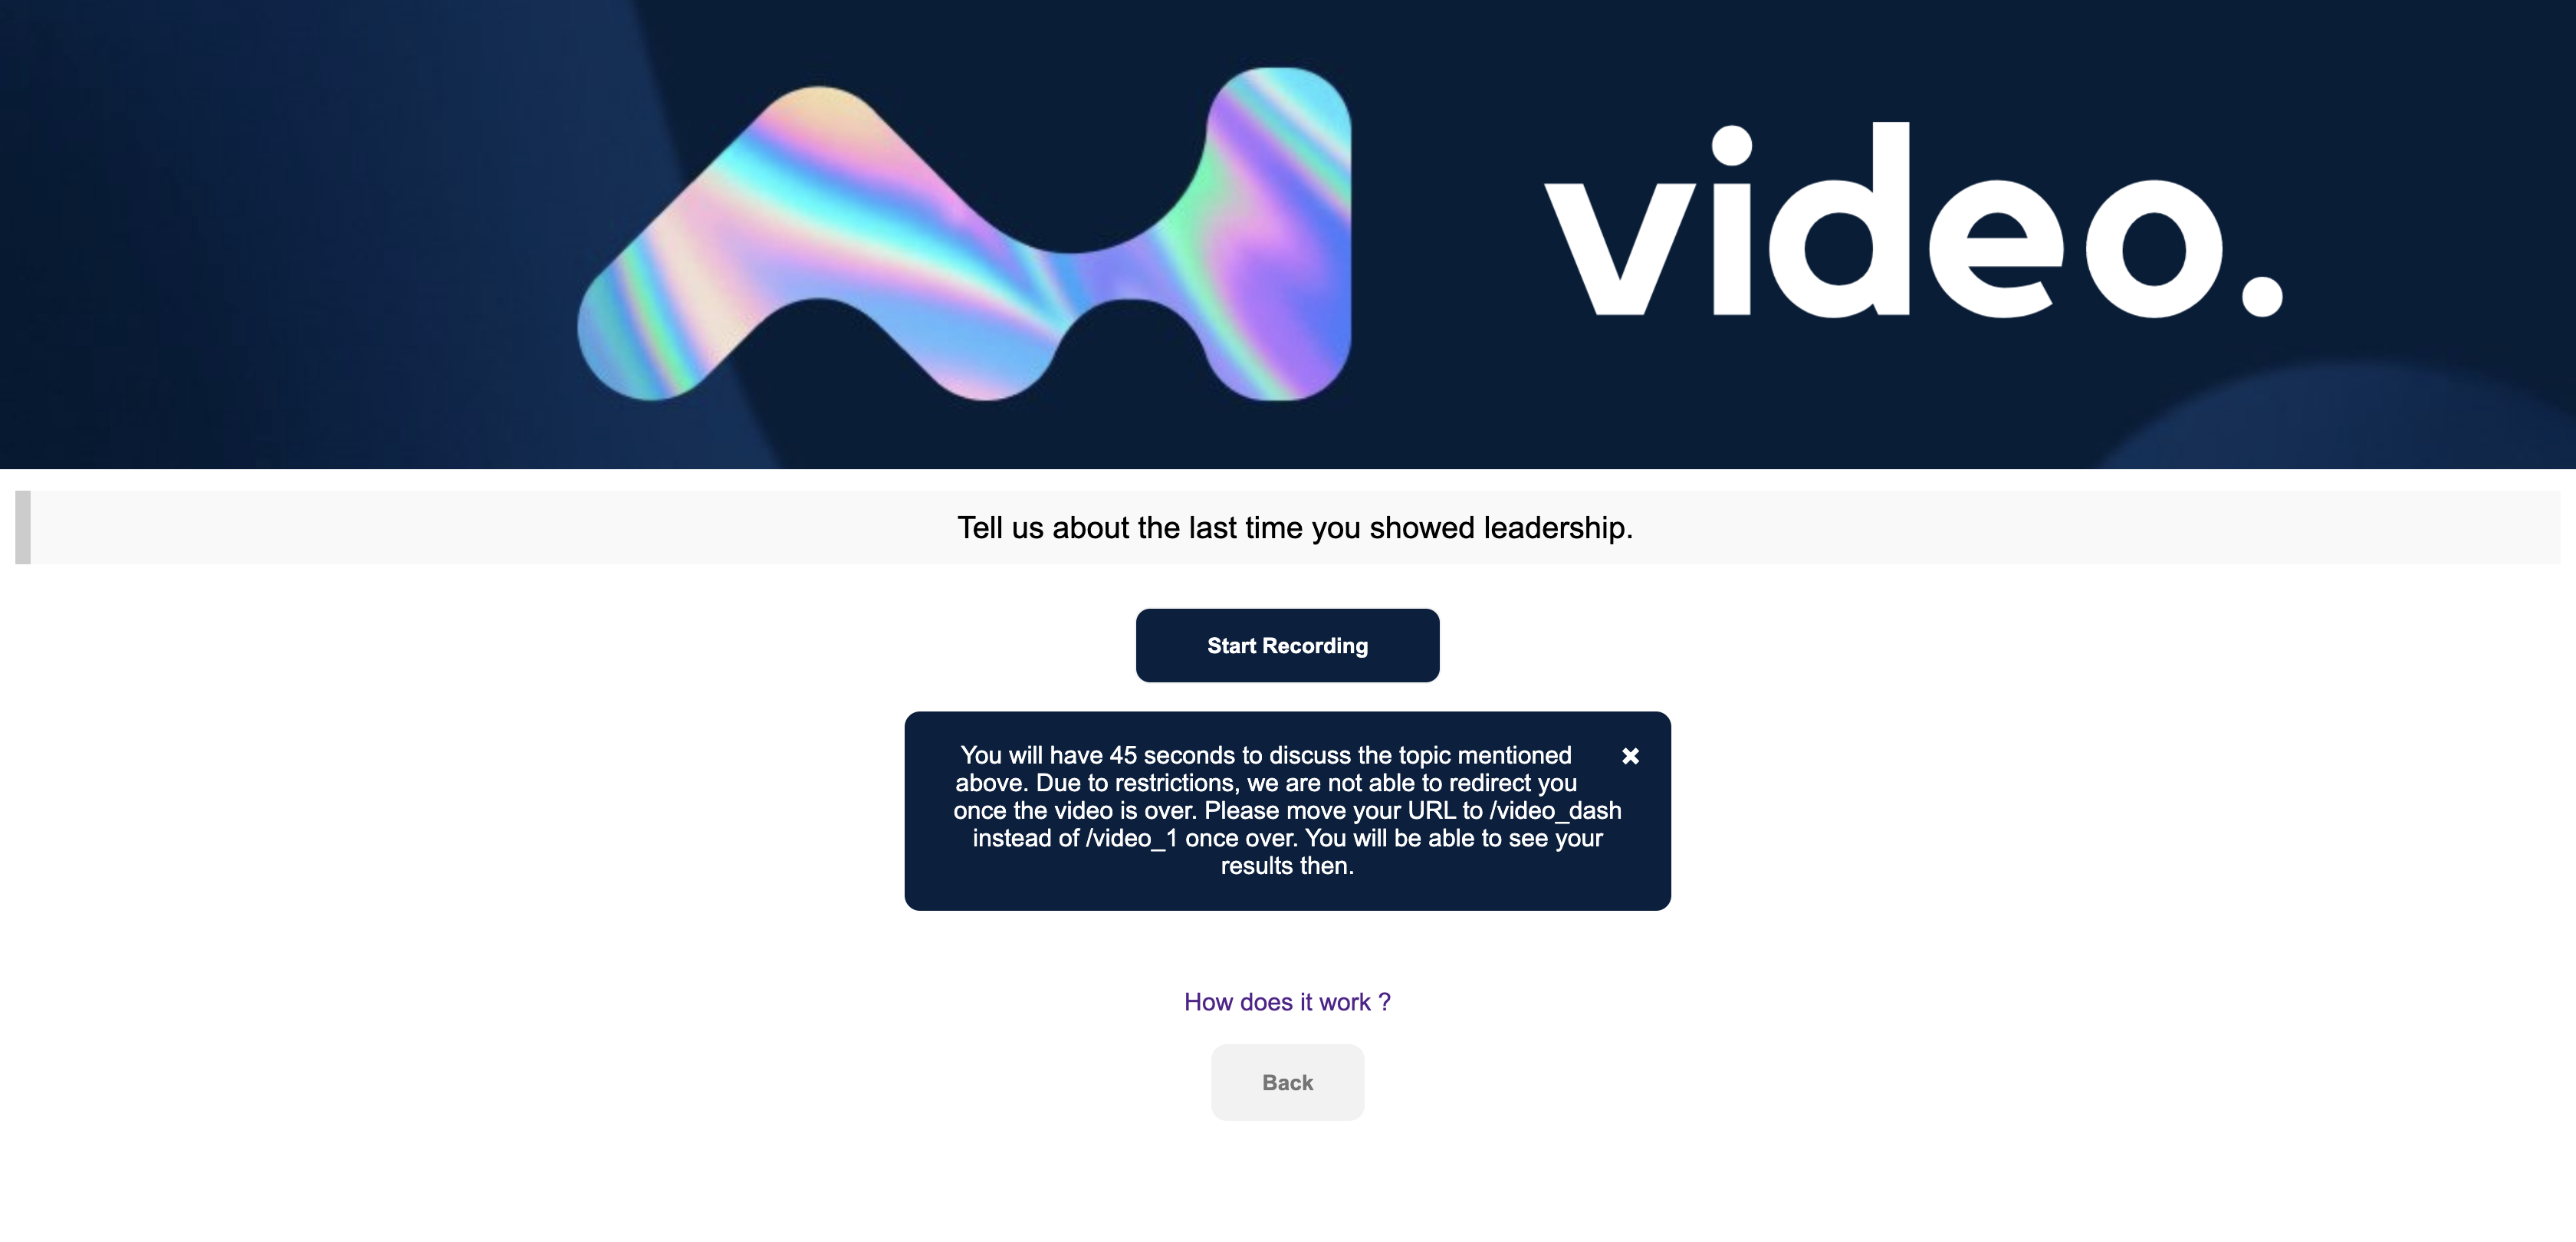 video.
Tell us about the last time you showed leadership.
Start Recording
You will have 45 seconds to discuss the topic mentioned ✖
above. Due to restrictions, we are not able to redirect you
once the video is over. Please move your URL to /video_dash
instead of /video_1 once over. You will be able to see your
results then.
How does it work ?
Back